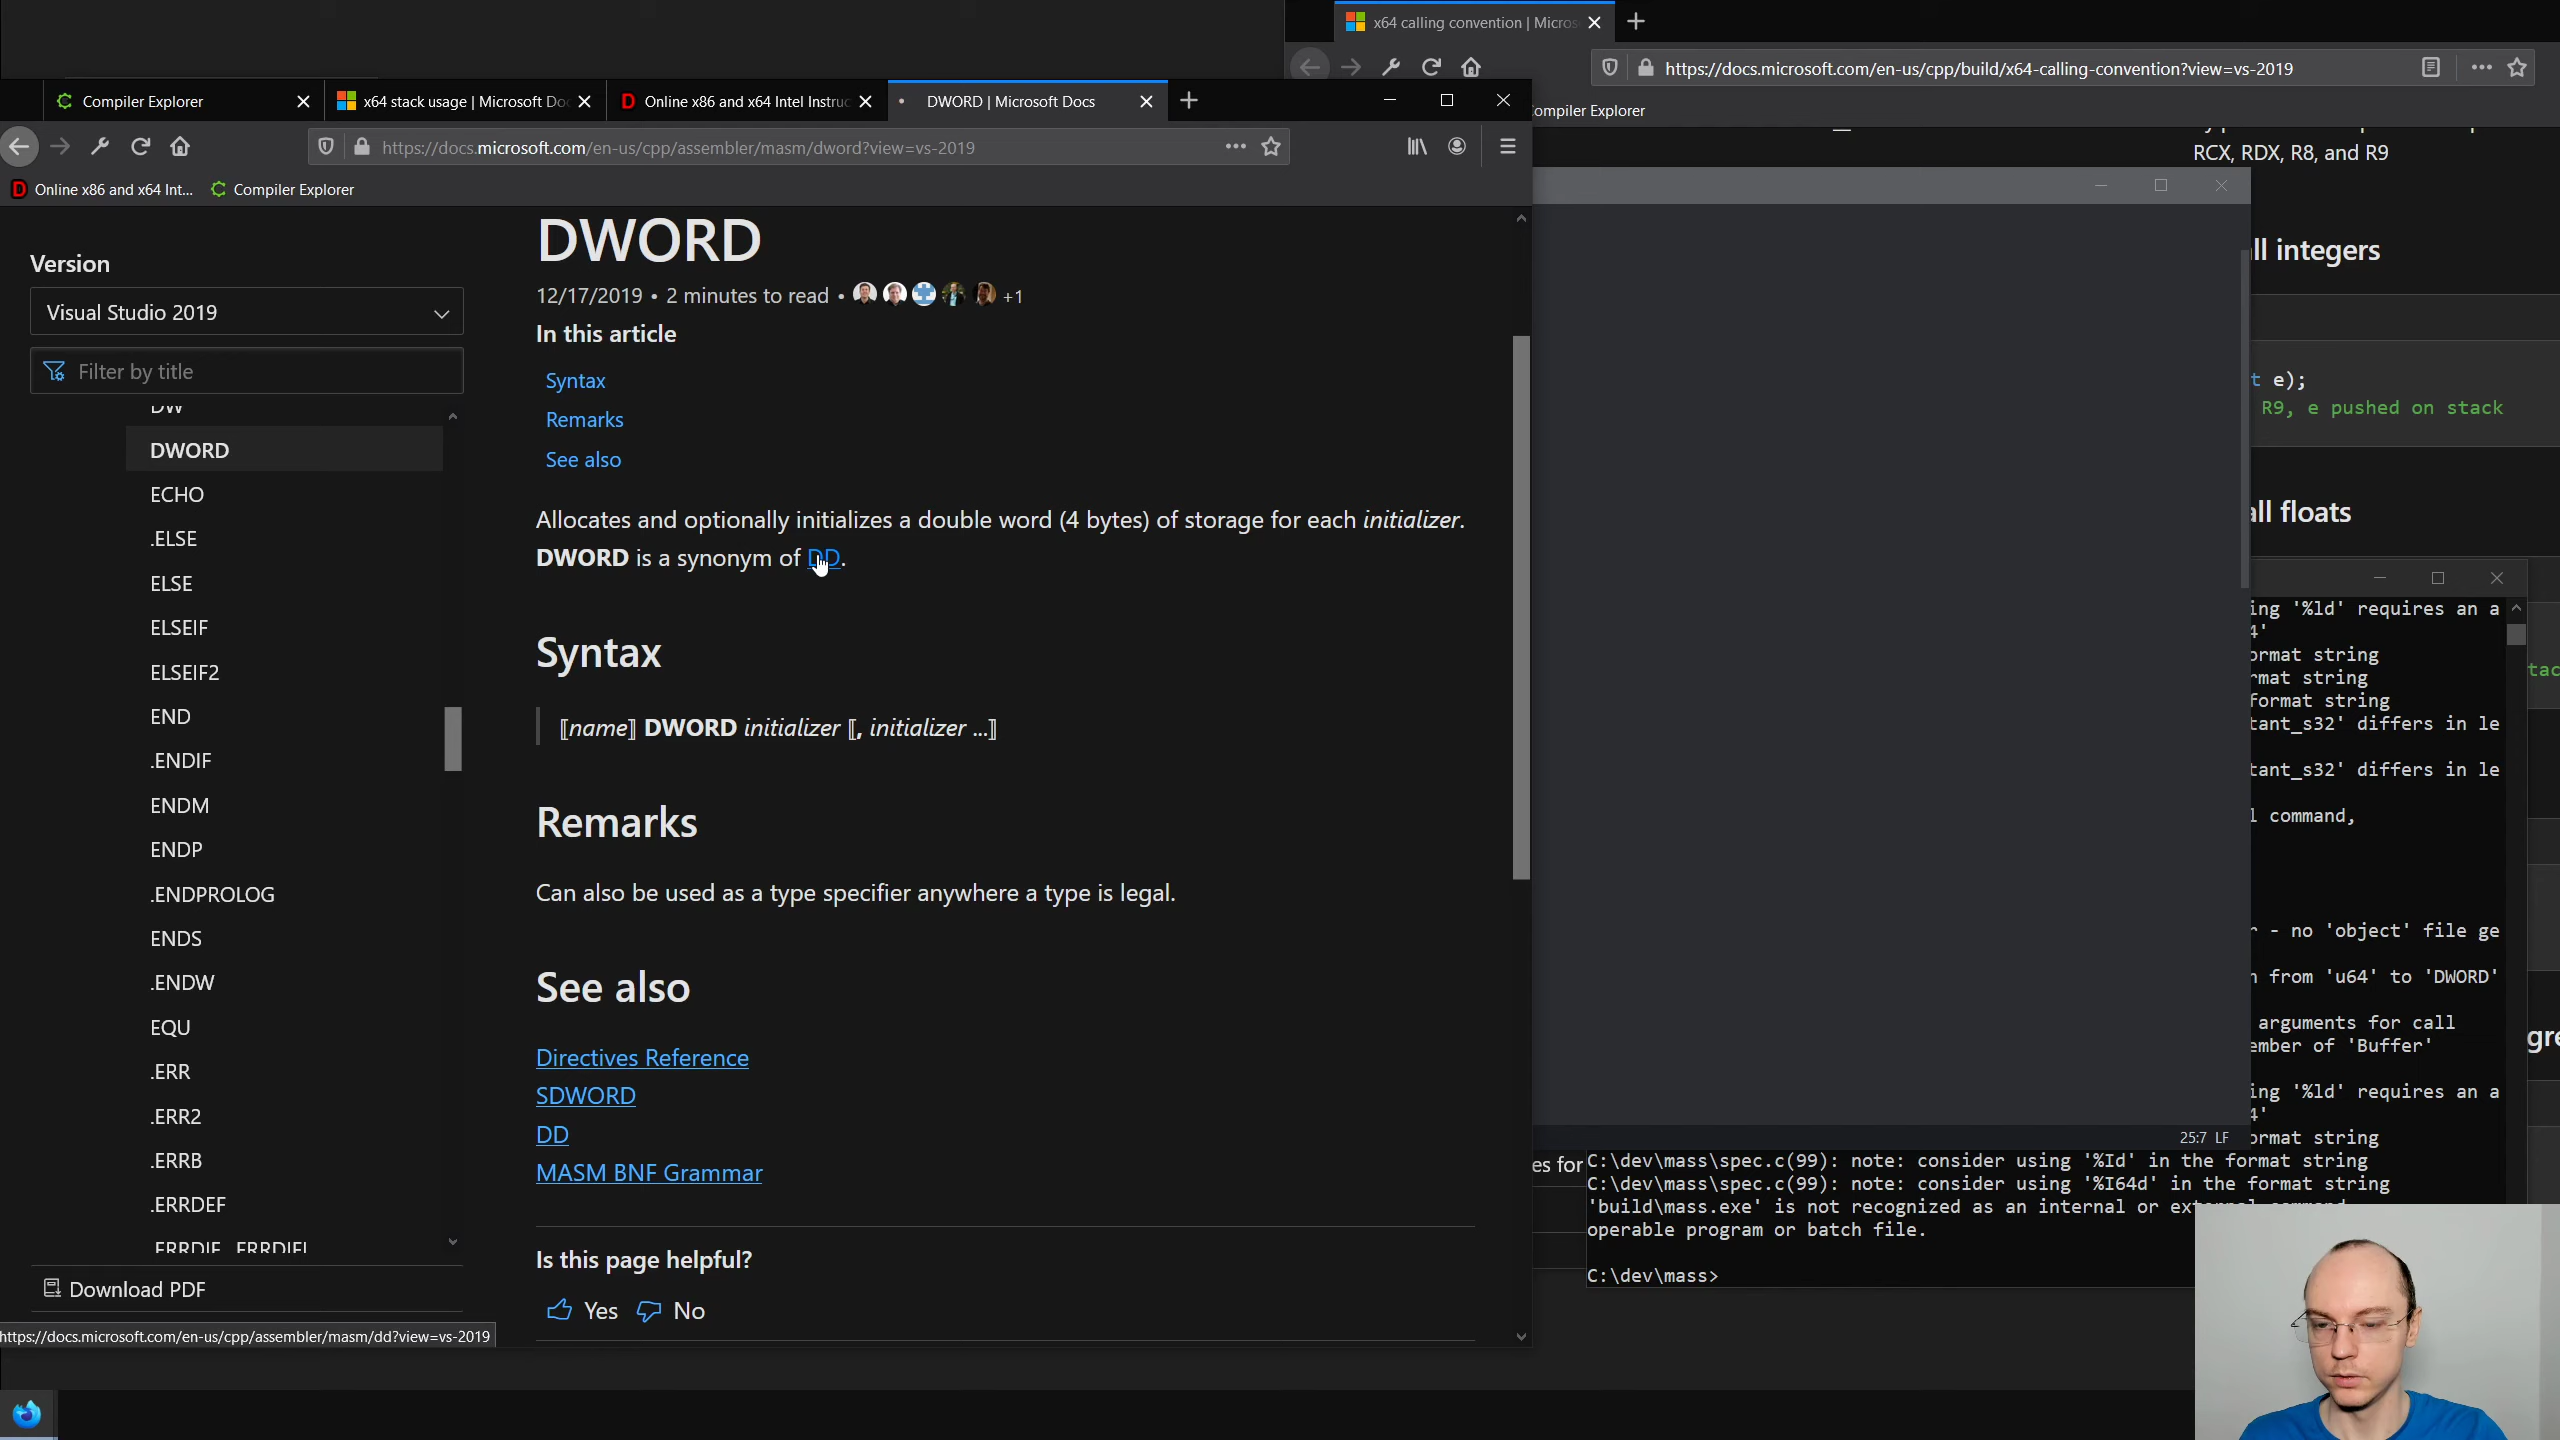 x64 calling convention | Micros
https://docs.microsoft.com/en-us/cpp/build/x64-calling-convention?view=vs-2019
ompiler Explorer
RCX, RDX, R8, and R9
ll integers
t e);
R9, e pushed on stack
ll floats
Compiler Explorer
x64 stack usage | Microsoft Doc
Online x86 and x64 Intel Instruc
DWORD | Microsoft Docs
https://docs.microsoft.com/en-us/cpp/assembler/masm/dword?view=vs-2019
Online x86 and x64 Int...
Compiler Explorer
Version
Visual Studio 2019
Filter by title
DW
DWORD
ECHO
.ELSE
ELSE
ELSEIF
ELSEIF2
END
.ENDIF
ENDM
ENDP
.ENDPROLOG
ENDS
.ENDW
EQU
.ERR
.ERR2
.ERRB
.ERRDEF
Download PDF
https://docs.microsoft.com/en-us/cpp/assembler/masm/dd?view=vs-2019
DWORD
12/17/2019 • 2 minutes to read • +1
In this article
Syntax
Remarks
See also
Allocates and optionally initializes a double word (4 bytes) of storage for each initializer.
DWORD is a synonym of DD.
Syntax
⟦name⟧ DWORD initializer ⟦, initializer ...⟧
Remarks
Can also be used as a type specifier anywhere a type is legal.
See also
Directives Reference
SDWORD
DD
MASM BNF Grammar
Is this page helpful?
Yes No
ing '%ld' requires an a
4'
ormat string
rmat string
format string
tant_s32' differs in le
tant_s32' differs in le
l command,
r - no 'object' file ge
n from 'u64' to 'DWORD'
arguments for call
ember of 'Buffer'
ing '%ld' requires an a
4'
ormat string
tac
gre
25:7 LF
es for
C:\dev\mass\spec.c(99): note: consider using '%Id' in the format string
C:\dev\mass\spec.c(99): note: consider using '%I64d' in the format string
'build\mass.exe' is not recognized as an internal or external command
operable program or batch file.
C:\dev\mass>